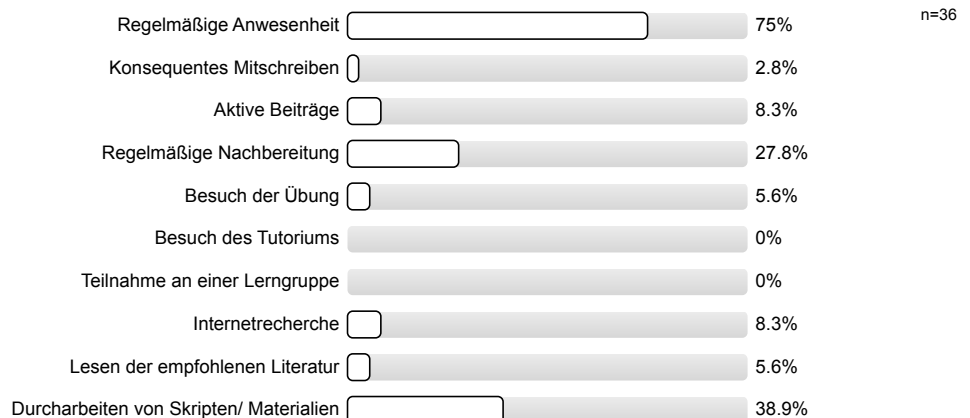 Regelmäßige Anwesenheit 75% n=36
Konsequentes Mitschreiben 2.8%
Aktive Beiträge 8.3%
Regelmäßige Nachbereitung 27.8%
Besuch der Übung 5.6%
Besuch des Tutoriums 0%
Teilnahme an einer Lerngruppe 0%
Internetrecherche 8.3%
Lesen der empfohlenen Literatur 5.6%
Durcharbeiten von Skripten/ Materialien 38.9%